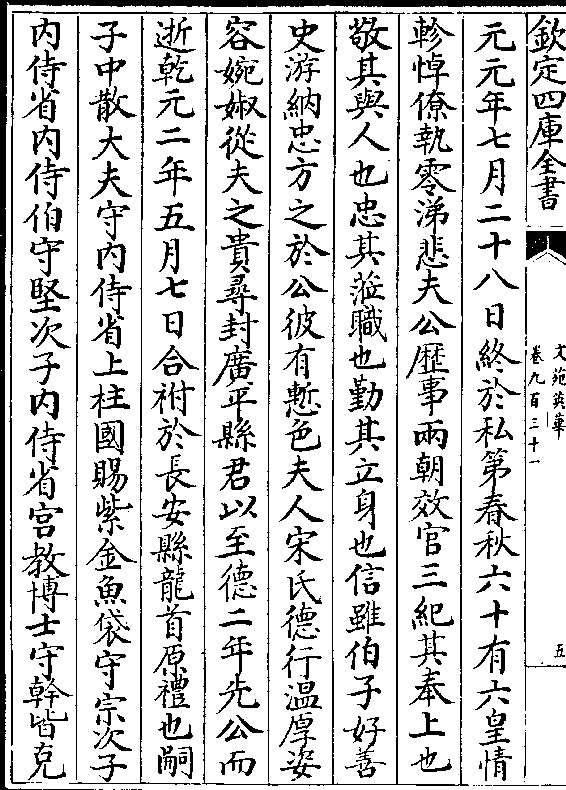 欽定四庫全書
文苑英華
卷九百三十一
五
元元年七月二十八日終於私第春秋六十有六皇情
軫悼僚執零涕悲夫公歴事兩朝效官三紀其奉上也
敬其與人也忠其蒞職也勤其立身也信雖伯子好善
史游納忠方之於公彼有慙色夫人宋氏德行温厚姿
容婉娰從夫之貴尋封廣平縣君以至德二年先公而
逝乾元二年五月七日合祔於長安縣龍首原禮也嗣
子中散大夫守内侍省上柱國賜紫金魚袋守宗次子
内侍省内侍伯守堅次子内侍省宫教博士守幹皆克